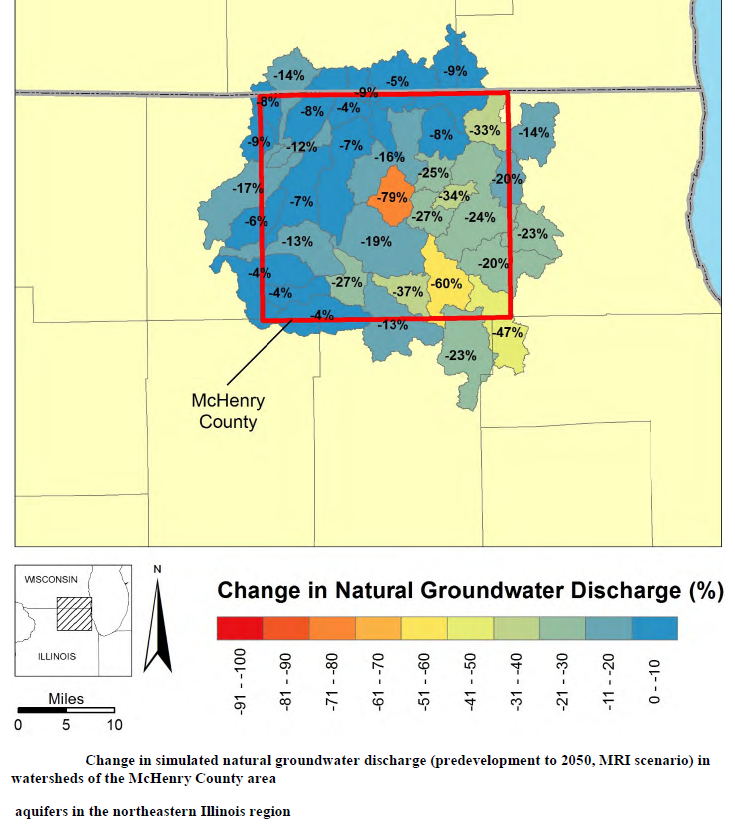 -14%
-5%
-9%
-9%
-8%
-8%
-4%
-33%
-14%
-9%
-12%
-7%
-8%
-16%
-25%
-20%
-17%
-7%
-79%
-34%
-6%
-27%
-24%
-23%
-13%
-19%
-20%
-4%
-4%
-27%
-37%
-60%
-4%
-13%
-47%
-23%
McHenry
County
WISCONSIN
ILLINOIS
N
Miles
0 5 10
Change in Natural Groundwater Discharge (%)
-91 - -100
-81 - -90
-71 - -80
-61 - -70
-51 - -60
-41 - -50
-31 - -40
-21 - -30
-11 - -20
0 - -10
Change in simulated natural groundwater discharge (predevelopment to 2050, MRI scenario) in
watersheds of the McHenry County area
aquifers in the northeastern Illinois region